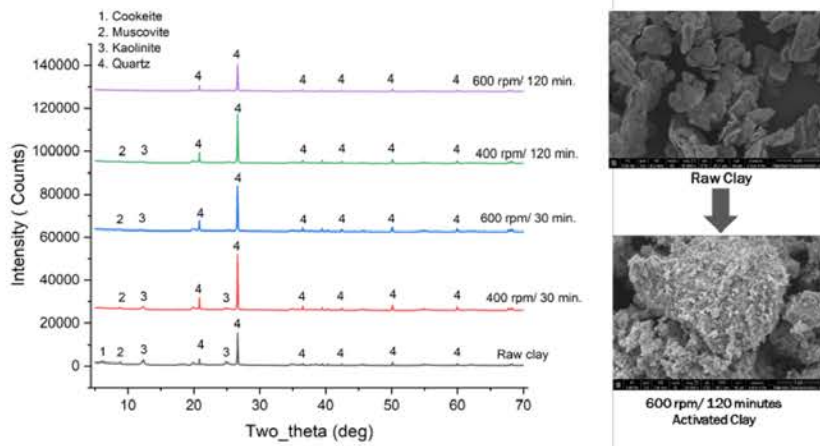 1. Cookeite
2. Muscovite
3. Kaolinite
4. Quartz
140000
120000
100000
80000
60000
40000
20000
0
Intensity ( Counts)
4 4 4 4 4 4 4
600 rpm/ 120 min.
2 3 4 4 4 4 4 4 4
400 rpm/ 120 min.
2 3 4 4 4 4 4 4 4
600 rpm/ 30 min.
2 3 4 3 4 4 4 4 4 4
400 rpm/ 30 min.
1 2 3 4 3 4 4 4 4 4 4
Raw clay
10 20 30 40 50 60 70
Two_theta (deg)
Raw Clay
600 rpm/ 120 minutes
Activated Clay